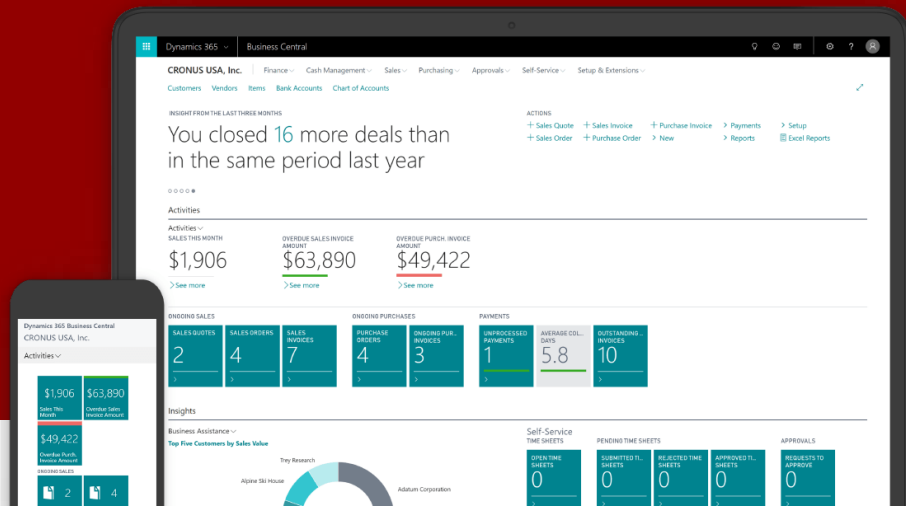 Dynamics 365
Business Central
?
CRONUS USA, Inc.
Finance
Cash Management
Sales
Purchasing
Approvals
Self-Service
Setup & Extensions
Customers
Vendors
Items
Bank Accounts
Chart of Accounts
INSIGHT FROM THE LAST THREE MONTHS
You closed 16 more deals than
in the same period last year
ACTIONS
+ Sales Quote
+ Sales Invoice
+ Purchase Invoice
> Payments
> Setup
+ Sales Order
+ Purchase Order
> New
> Reports
Excel Reports
Activities
Activities
SALES THIS MONTH
$1,906
>See more
OVERDUE SALES INVOICE
AMOUNT
$63,890
>See more
OVERDUE PURCH. INVOICE
AMOUNT
$49,422
>See more
ONGOING SALES
SALES QUOTES
2
SALES ORDERS
4
SALES
INVOICES
7
ONGOING PURCHASES
PURCHASE
ORDERS
4
ONGOING PUR...
INVOICES
3
PAYMENTS
UNPROCESSED
PAYMENTS
1
AVERAGE COL...
DAYS
5.8
OUTSTANDING...
INVOICES
10
Insights
Business Assistance
Top Five Customers by Sales Value
Trey Research
Alpine Ski House
Adatum Corporation
Self-Service
TIME SHEETS
OPEN TIME
SHEETS
0
PENDING TIME SHEETS
SUBMITTED TI...
SHEETS
0
REJECTED TIME
SHEETS
0
APPROVED TI...
SHEETS
0
APPROVALS
REQUESTS TO
APPROVE
0
Dynamics 365 Business Central
CRONUS USA, Inc.
Activities
$1,906
Sales This
Month
$63,890
Overdue Sales
Invoice Amount
$49,422
Overdue Purch.
Invoice Amount
ONGOING SALES
2
4